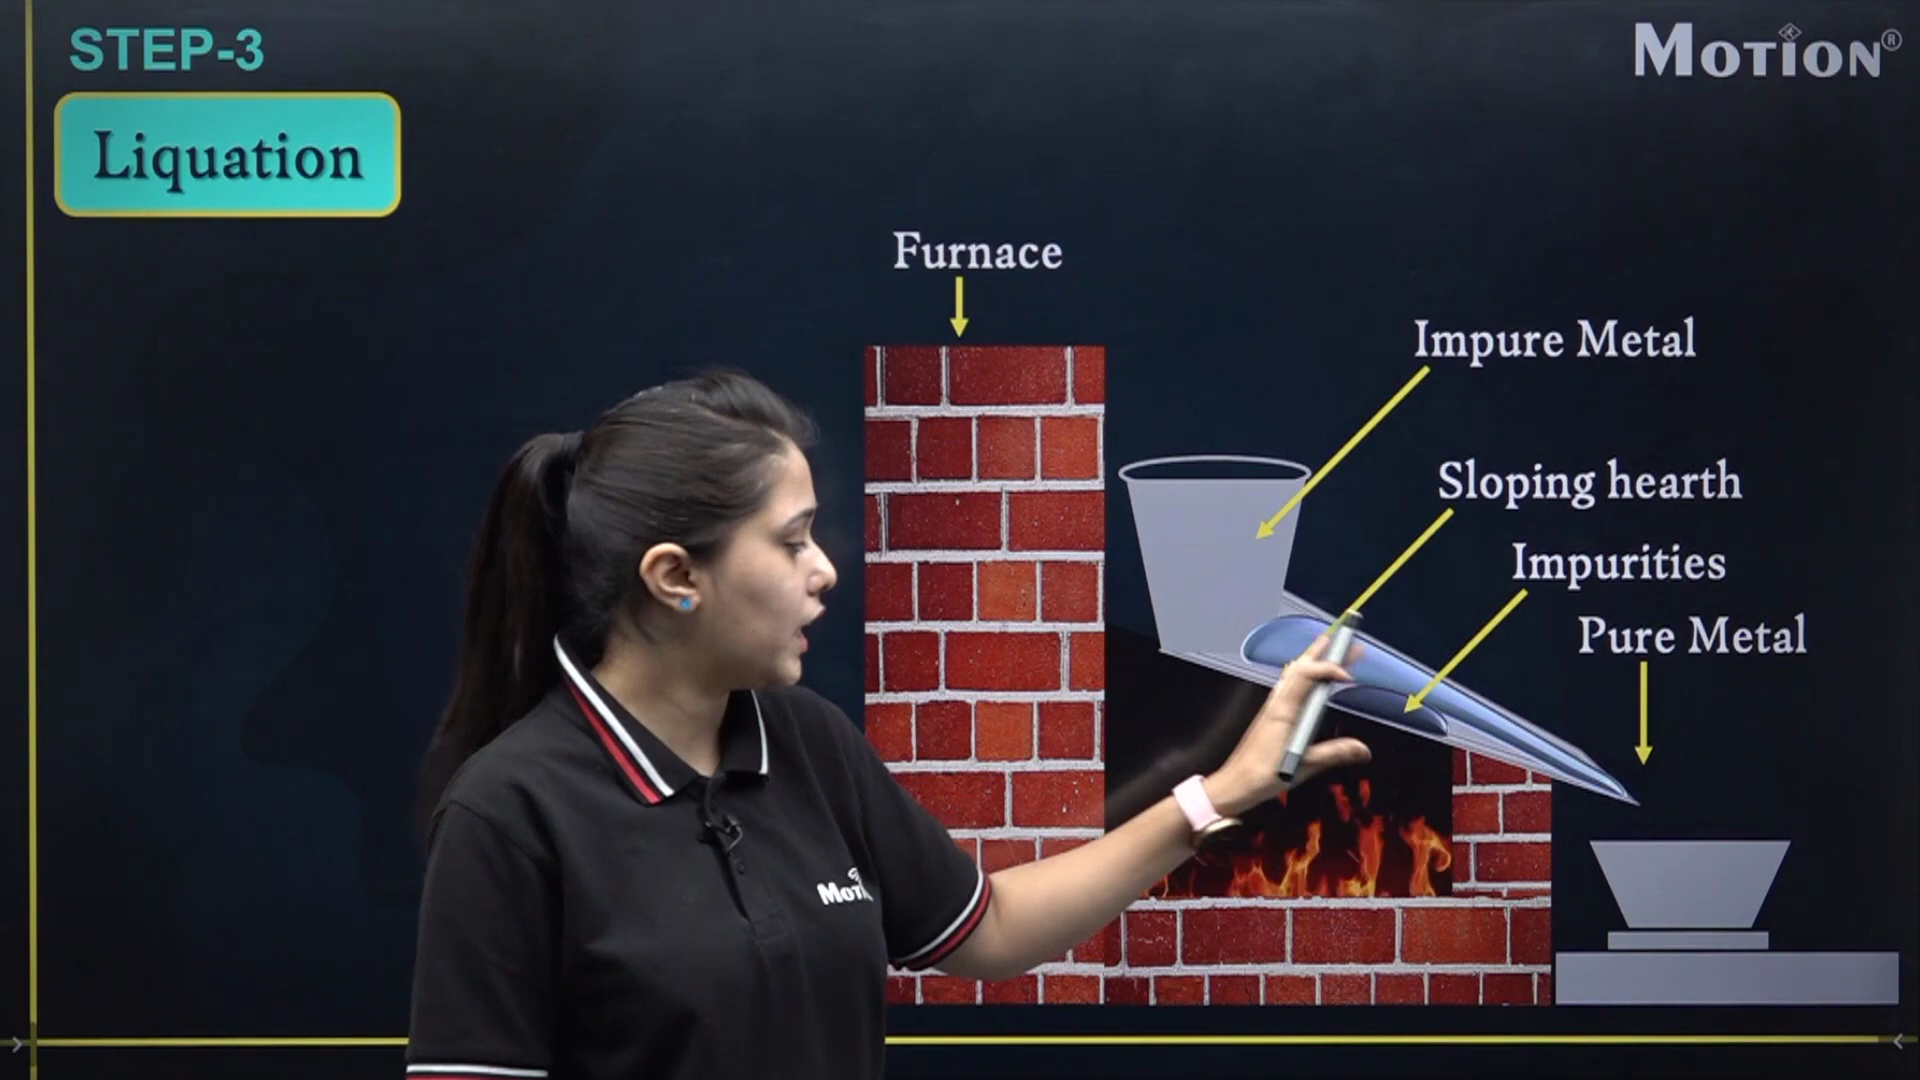 STEP-3
MOTION®
Liquation
Furnace
Impure Metal
Sloping hearth
Impurities
Pure Metal